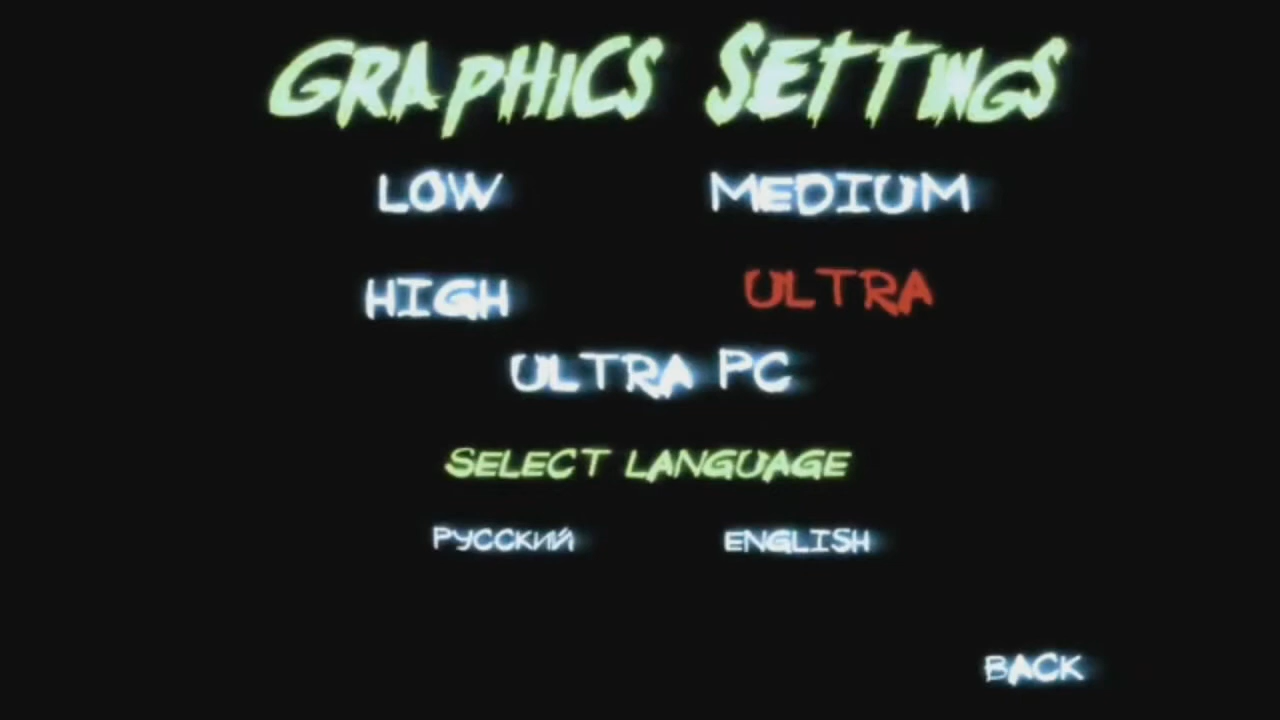 GRAPHICS SETTINGS
LOW MEDIUM
HIGH ULTRA
ULTRA PC
SELECT LANGUAGE
РУССКИЙ ENGLISH
BACK